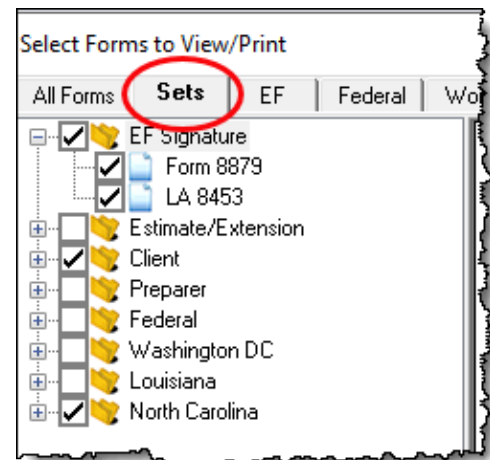 Select Forms to View/Print
All Forms Sets EF Federal
EF Signature
Form 8879
LA 8453
Estimate/Extension
Client
Preparer
Federal
Washington DC
Louisiana
North Carolina